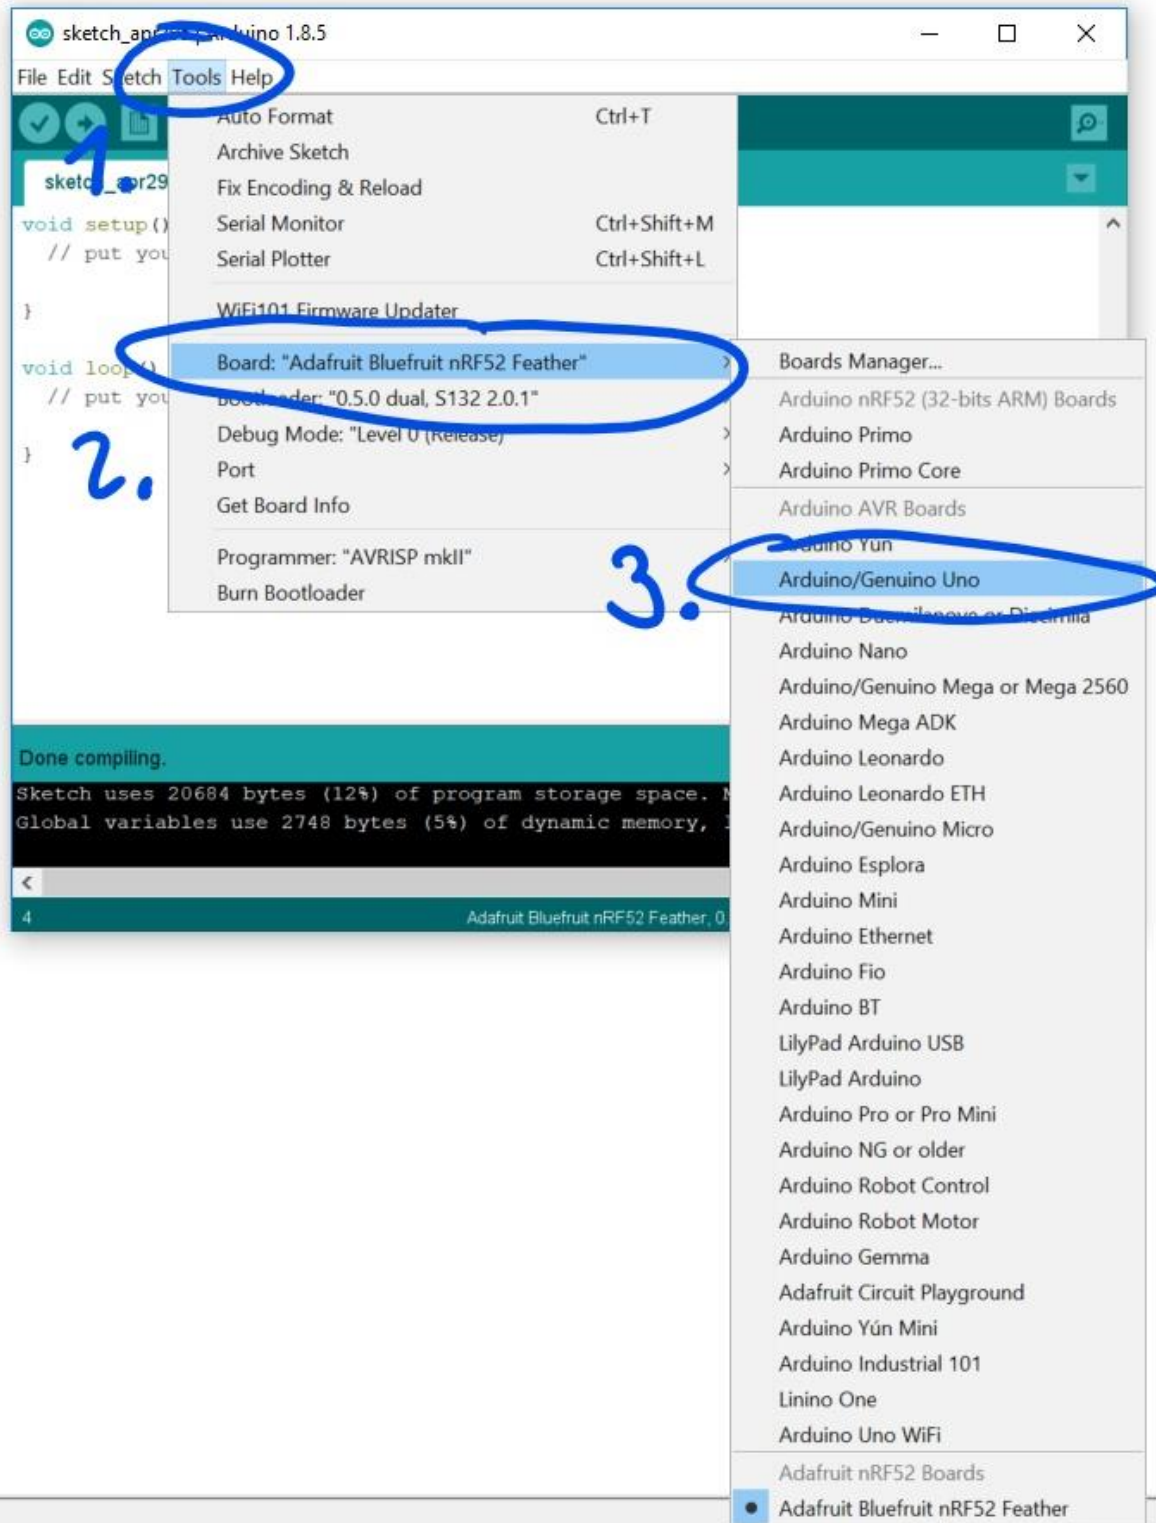 sketch_apr29 Arduino 1.8.5
File Edit Sketch Tools Help
1.
sketch_apr29
void setup()
// put you
}
void loop()
// put you
}
2.
Auto Format Ctrl+T
Archive Sketch
Fix Encoding & Reload
Serial Monitor Ctrl+Shift+M
Serial Plotter Ctrl+Shift+L
WiFi101 Firmware Updater
Board: "Adafruit Bluefruit nRF52 Feather"
Bootloader: "0.5.0 dual, S132 2.0.1"
Debug Mode: "Level 0 (Release)"
Port
Get Board Info
Programmer: "AVRISP mkII"
Burn Bootloader
3.
Boards Manager...
Arduino nRF52 (32-bits ARM) Boards
Arduino Primo
Arduino Primo Core
Arduino AVR Boards
Arduino Yún
Arduino/Genuino Uno
Arduino Duemilanove or Diecimila
Arduino Nano
Arduino/Genuino Mega or Mega 2560
Arduino Mega ADK
Arduino Leonardo
Arduino Leonardo ETH
Arduino/Genuino Micro
Arduino Esplora
Arduino Mini
Arduino Ethernet
Arduino Fio
Arduino BT
LilyPad Arduino USB
LilyPad Arduino
Arduino Pro or Pro Mini
Arduino NG or older
Arduino Robot Control
Arduino Robot Motor
Arduino Gemma
Adafruit Circuit Playground
Arduino Yún Mini
Arduino Industrial 101
Linino One
Arduino Uno WiFi
Adafruit nRF52 Boards
Adafruit Bluefruit nRF52 Feather
Done compiling.
Sketch uses 20684 bytes (12%) of program storage space.
Global variables use 2748 bytes (5%) of dynamic memory,
4 Adafruit Bluefruit nRF52 Feather, 0.